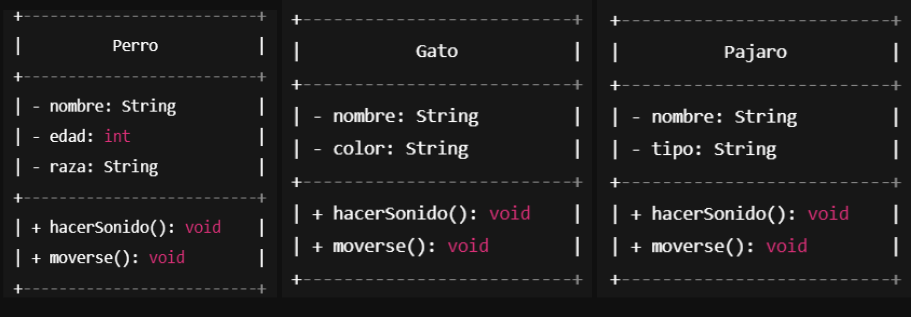 Perro
- nombre: String
- edad: int
- raza: String
+ hacerSonido(): void
+ moverse(): void
Gato
- nombre: String
- color: String
+ hacerSonido(): void
+ moverse(): void
Pajaro
- nombre: String
- tipo: String
+ hacerSonido(): void
+ moverse(): void